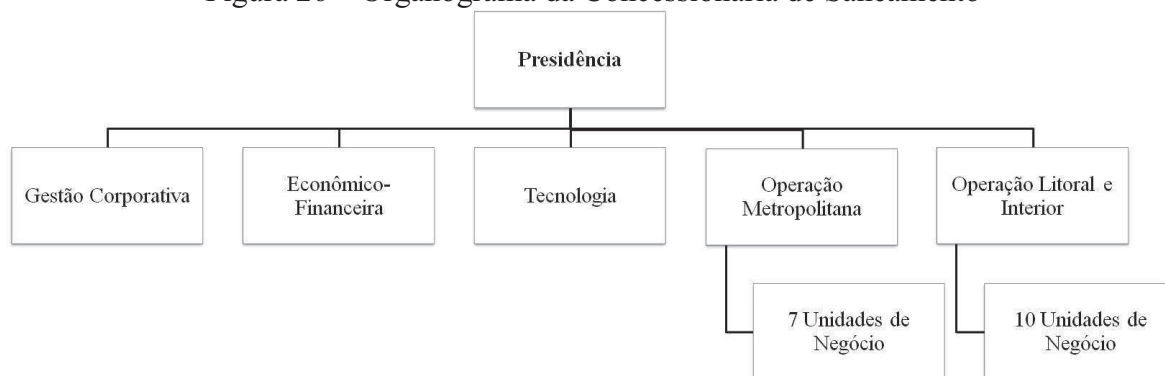 Figura 20 – Organograma da Concessionária de Saneamento
Presidência
Gestão Corporativa
Econômico-
Financeira
Tecnologia
Operação
Metropolitana
Operação Litoral e
Interior
7 Unidades de
Negócio
10 Unidades de
Negócio